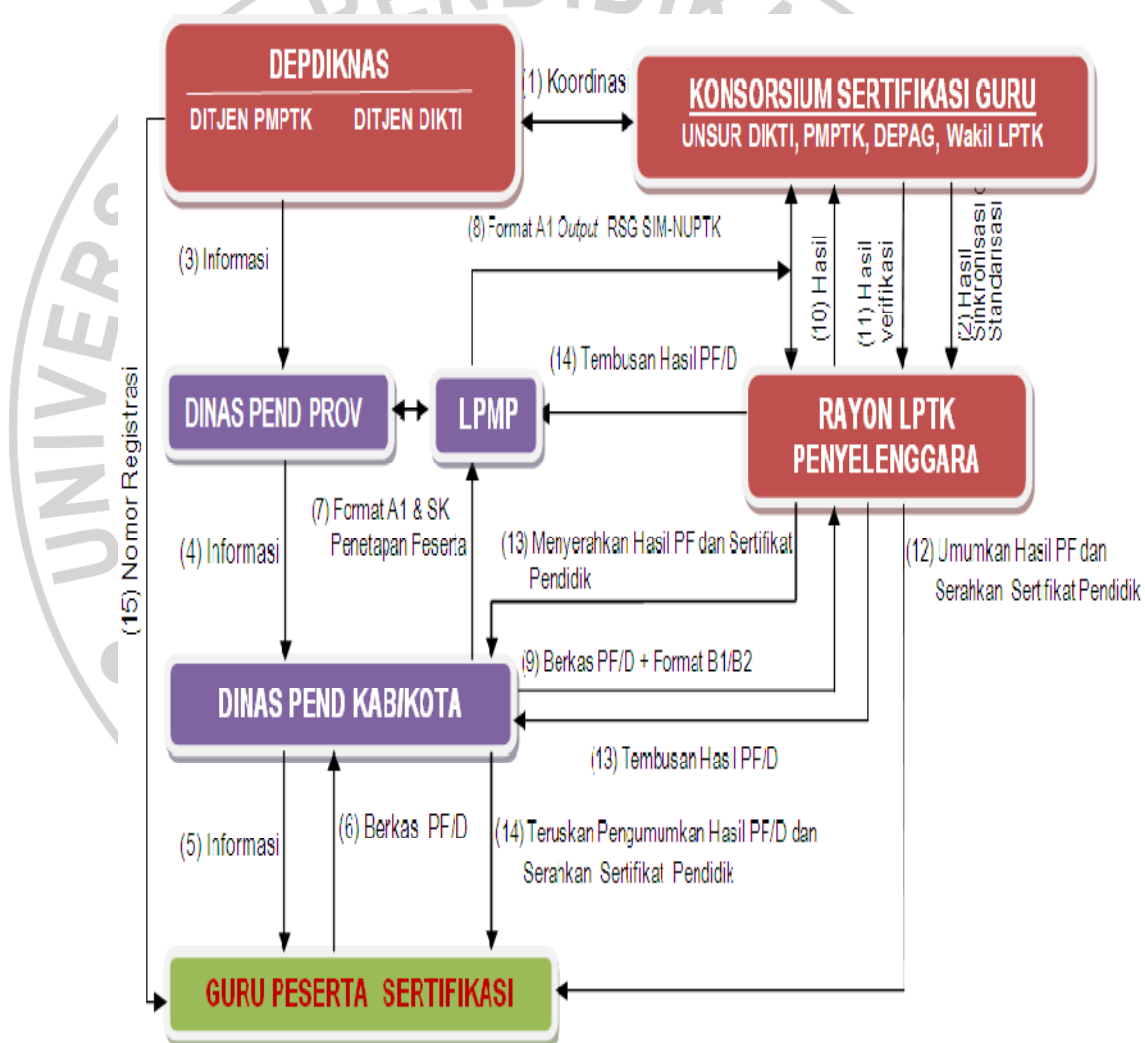 PENDIDIKA
UNIVERS
DEPDIKNAS
DITJEN PMPTK DITJEN DIKTI
(1) Koordinasi
KONSORSIUM SERTIFIKASI GURU
UNSUR DIKTI, PMPTK, DEPAG, Wakil LPTK
(3) Informasi
(8) Format A1 Output RSG SIM-NUPTK
(10) Hasil
(11) Hasil
verifikasi
(2) Hasil
Sinkronisasi
Standarisasi
(14) Tembusan Hasil PF/D
DINAS PEND PROV
LPMP
RAYON LPTK
PENYELENGGARA
(15) Nomor Registrasi
(4) Informasi
(7) Format A1 & SK
Penetapan Feserta
(13) Menyerahkan Hasil PF dan Sertifikat
Pendidik
(12) Umumkan Hasil PF dan
Serahkan Sertifikat Pendidik
DINAS PEND KAB/KOTA
(9) Berkas PF/D + Format B1/B2
(13) Tembusan Hasil PF/D
(5) Informasi
(6) Berkas PF/D
(14) Teruskan Pengumumkan Hasil PF/D dan
Serahkan Sertifikat Pendidik
GURU PESERTA SERTIFIKASI